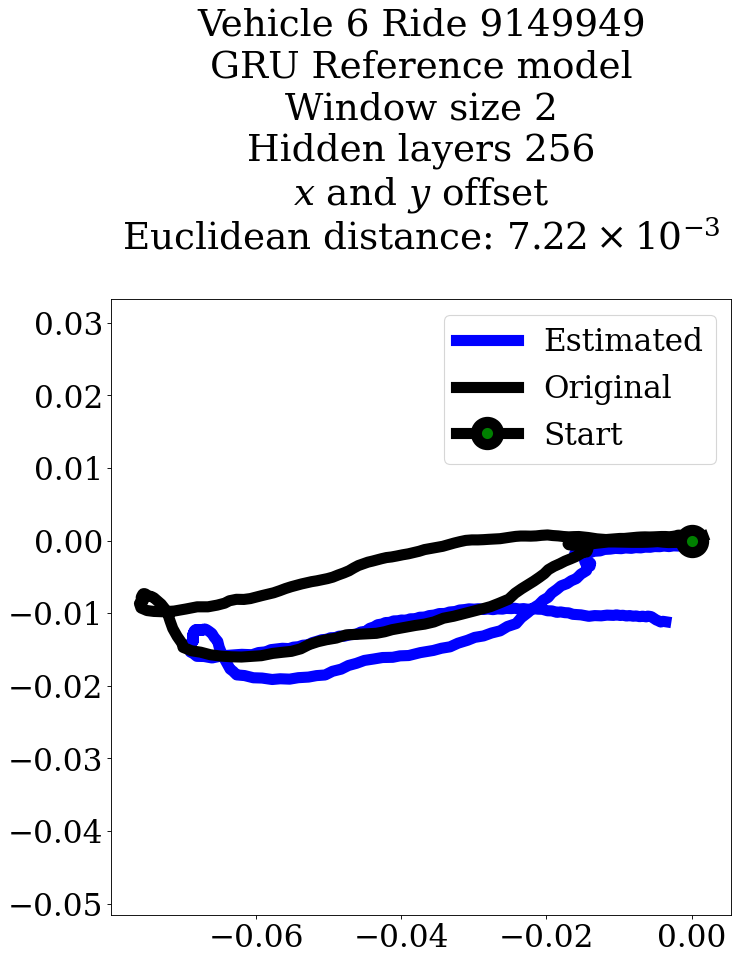 Vehicle 6 Ride 9149949
GRU Reference model
Window size 2
Hidden layers 256
x and y offset
Euclidean distance: 7.22 × 10⁻³
0.03
0.02
0.01
0.00
−0.01
−0.02
−0.03
−0.04
−0.05
Estimated
Original
Start
−0.06 −0.04 −0.02 0.00